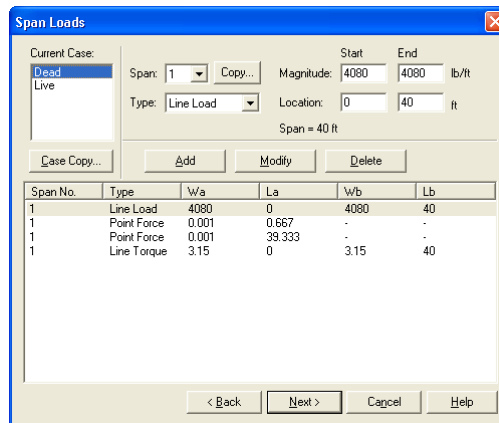 Span Loads
Current Case:
Dead
Live
Case Copy...
Span: 1 Copy...
Type: Line Load
Start End
Magnitude: 4080 4080 lb/ft
Location: 0 40 ft
Span = 40 ft
Add Modify Delete
Span No. Type Wa La Wb Lb
1 Line Load 4080 0 4080 40
1 Point Force 0.001 0.667 - -
1 Point Force 0.001 39.333 - -
1 Line Torque 3.15 0 3.15 40
< Back Next > Cancel Help